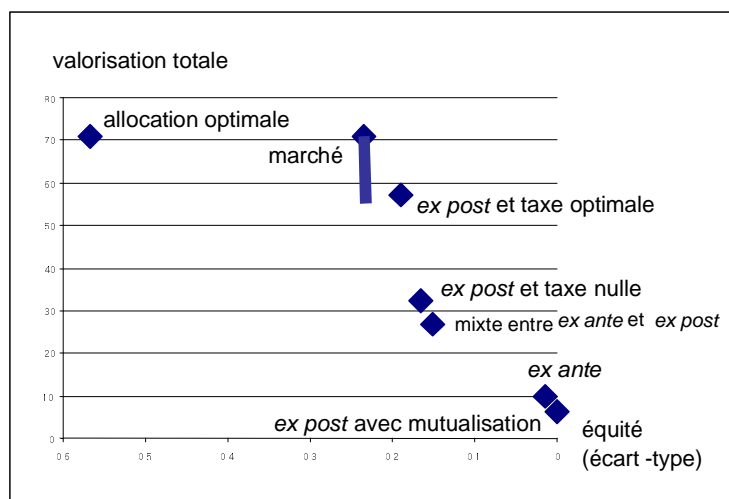 valorisation totale
80
allocation optimale
70
marché
60
ex post et taxe optimale
50
40
ex post et taxe nulle
30
mixte entre ex ante et ex post
20
ex ante
10
ex post avec mutualisation
équité
0
(écart -type)
0.6 0.5 0.4 0.3 0.2 0.1 0